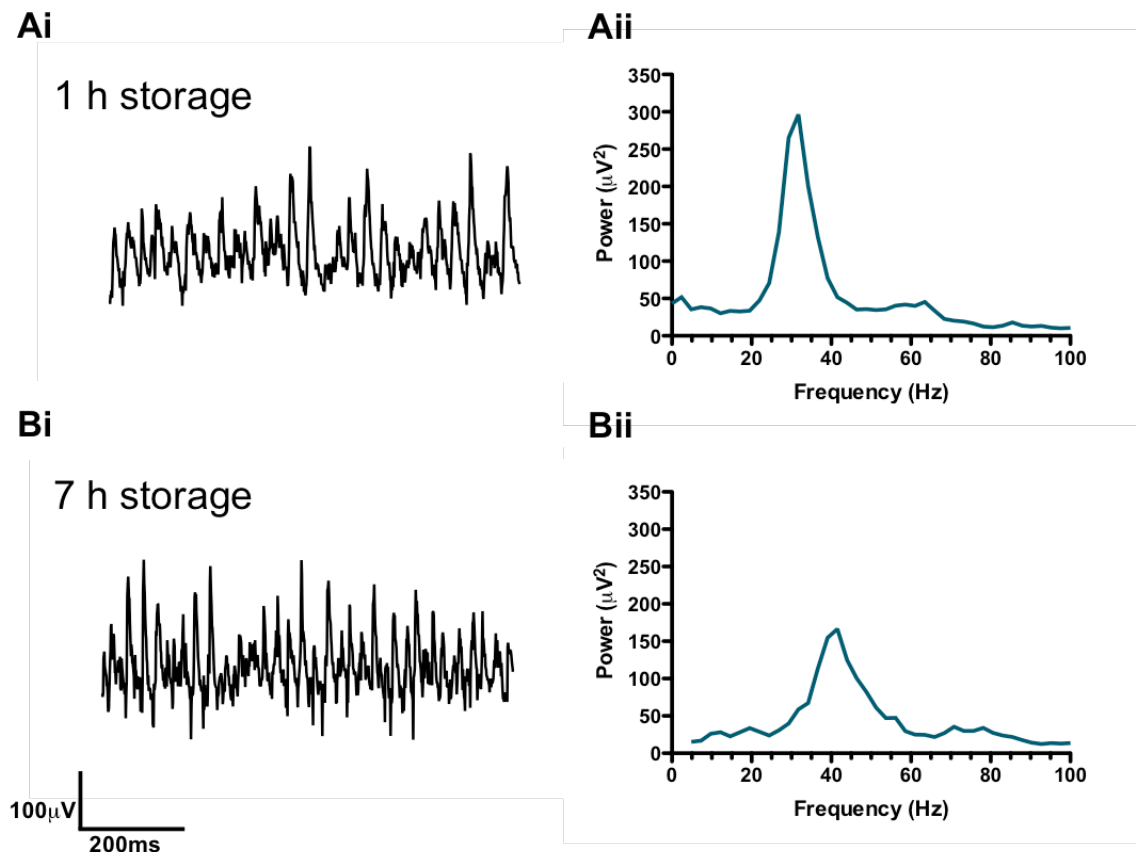 Ai
1 h storage
Aii
350
300
250
200
150
100
50
0
Power (μV²)
0 20 40 60 80 100
Frequency (Hz)
Bi
7 h storage
100μV
200ms
Bii
350
300
250
200
150
100
50
0
Power (μV²)
0 20 40 60 80 100
Frequency (Hz)